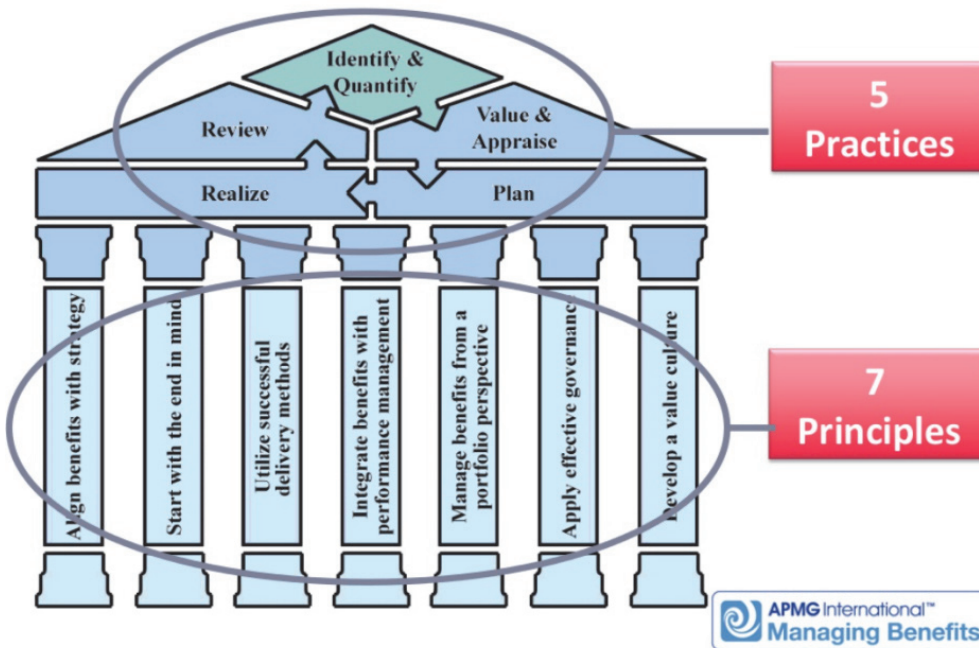 Identify &
Quantify
Review
Value &
Appraise
Realize
Plan
5
Practices
Align benefits with strategy
Start with the end in mind
Utilize successful
delivery methods
Integrate benefits with
performance management
Manage benefits from a
portfolio perspective
Apply effective governance
Develop a value culture
7
Principles
APMG International™
Managing Benefits